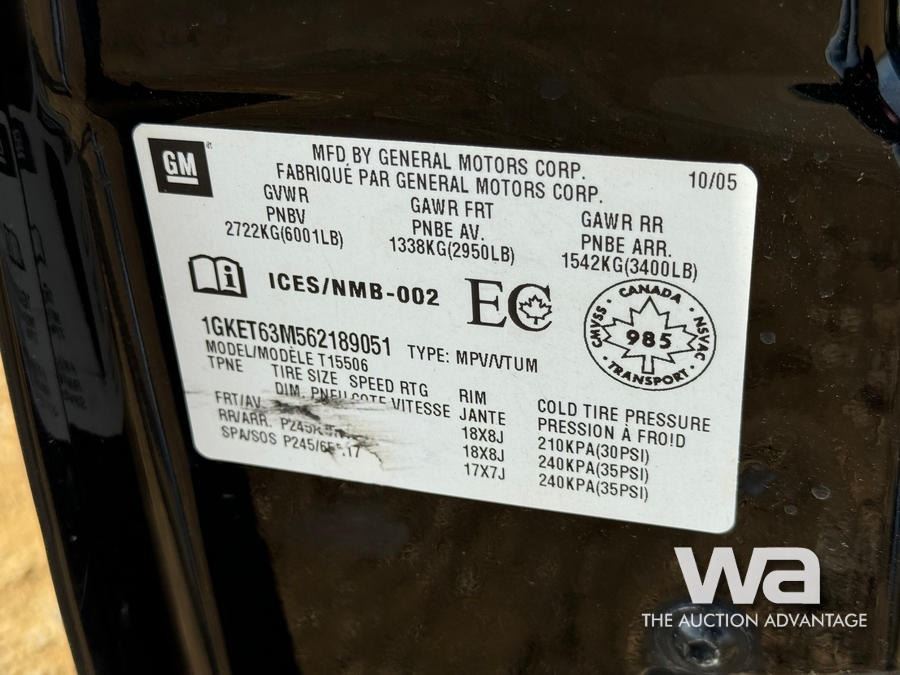 GM
MFD BY GENERAL MOTORS CORP.
10/05
FABRIQUÉ PAR GENERAL MOTORS CORP.
GVWR
GAWR FRT
GAWR RR
PNBV
PNBE AV.
PNBE ARR.
2722KG(6001LB)
1338KG(2950LB)
1542KG(3400LB)
i ICES/NMB-002 EC
CANADA
CMVSS 985 NSVAC
TRANSPORT
1GKET63M562189051 TYPE: MPV/VTUM
MODEL/MODÈLE T15506
TPNE TIRE SIZE SPEED RTG RIM COLD TIRE PRESSURE
DIM. PNEU COTE VITESSE JANTE PRESSION À FROID
FRT/AV 18X8J 210KPA(30PSI)
RR/ARR. 18X8J 240KPA(35PSI)
SPA/SOS 17X7J 240KPA(35PSI)
wa
THE AUCTION ADVANTAGE